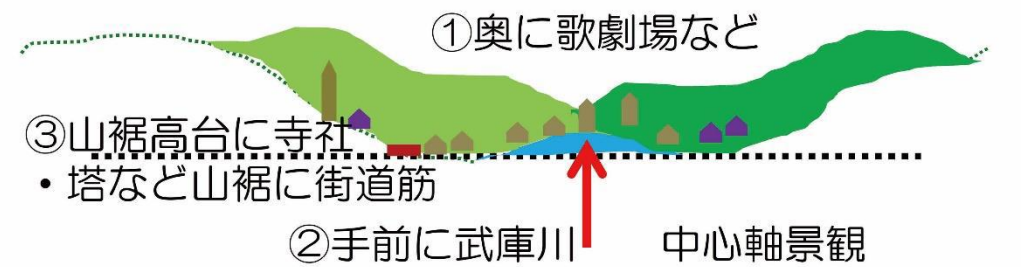 ①奥に歌劇場など
③山裾高台に寺社
・塔など山裾に街道筋
②手前に武庫川
中心軸景観